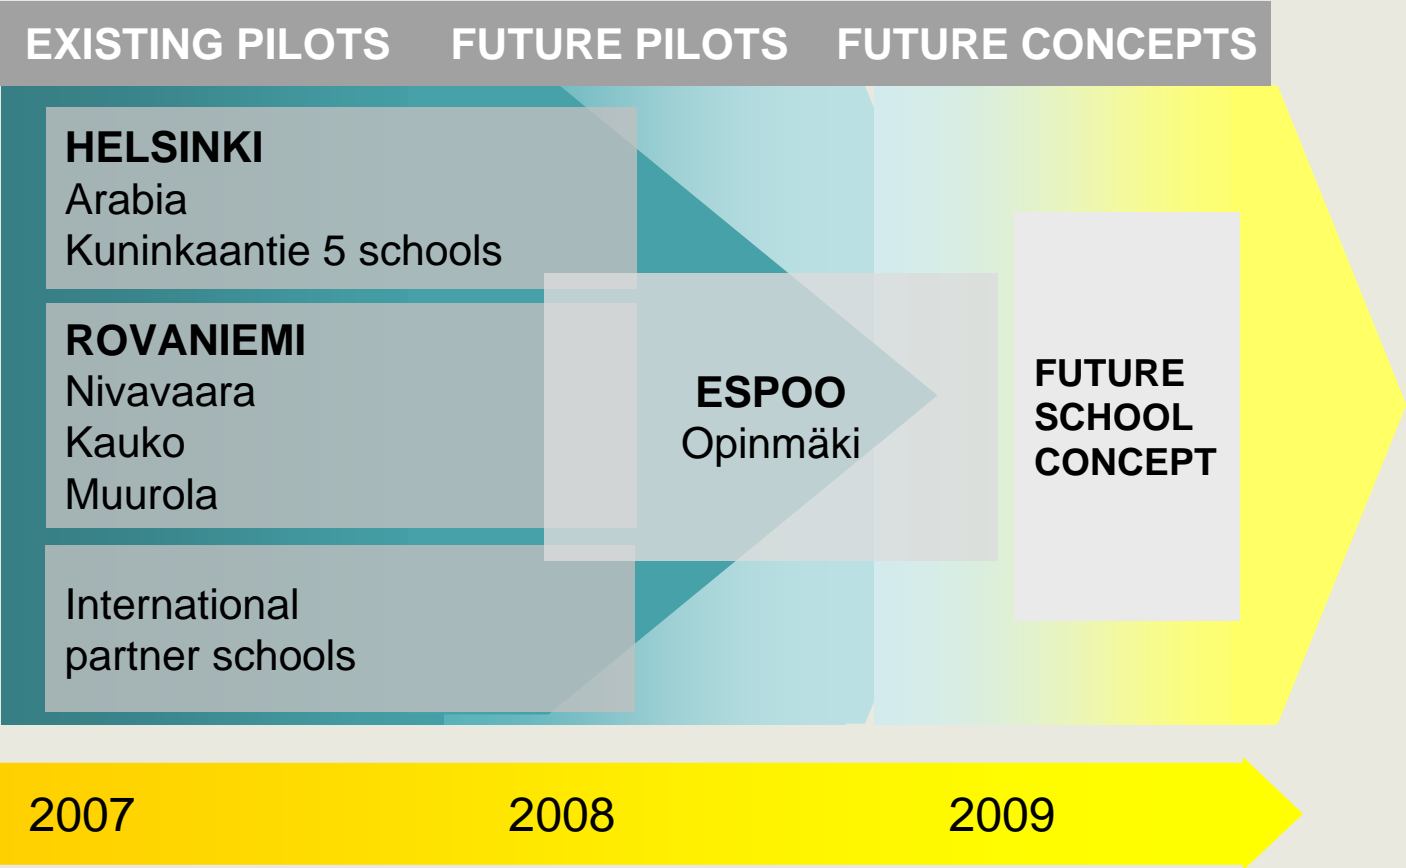 EXISTING PILOTS FUTURE PILOTS FUTURE CONCEPTS
HELSINKI
Arabia
Kuninkaantie 5 schools
ROVANIEMI
Nivavaara
Kauko
Muurola
International
partner schools
ESPOO
Opinmäki
FUTURE
SCHOOL
CONCEPT
2007 2008 2009